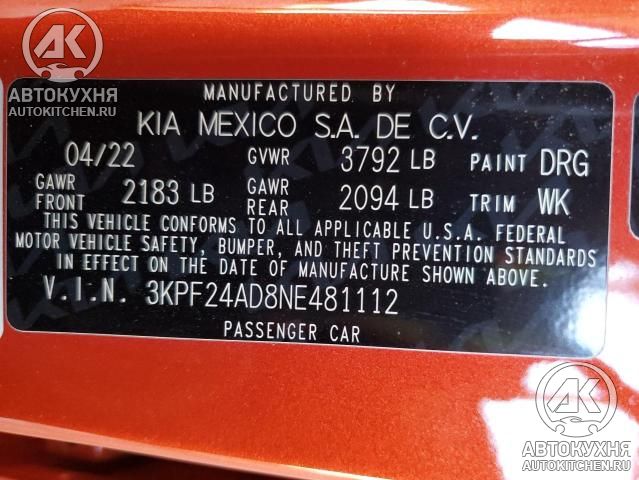 АК
АВТОКУХНЯ
AUTOKITCHEN.RU
MANUFACTURED BY
KIA MEXICO S.A. DE C.V.
04/22 GVWR 3792 LB PAINT DRG
GAWR FRONT 2183 LB GAWR REAR 2094 LB TRIM WK
THIS VEHICLE CONFORMS TO ALL APPLICABLE U.S.A. FEDERAL
MOTOR VEHICLE SAFETY, BUMPER, AND THEFT PREVENTION STANDARDS
IN EFFECT ON THE DATE OF MANUFACTURE SHOWN ABOVE.
V.I.N. 3KPF24AD8NE481112
PASSENGER CAR
АК
АВТОКУХНЯ
AUTOKITCHEN.RU